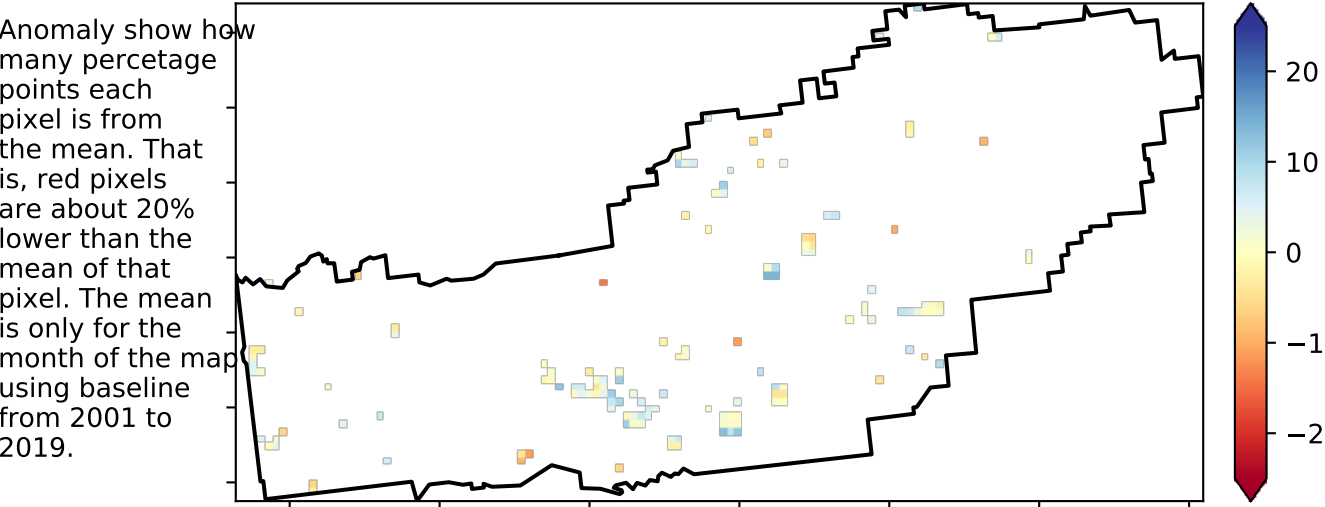 Anomaly show how
many percetage
points each
pixel is from
the mean. That
is, red pixels
are about 20%
lower than the
mean of that
pixel. The mean
is only for the
month of the map
using baseline
from 2001 to
2019.
20
10
0
−1
−2